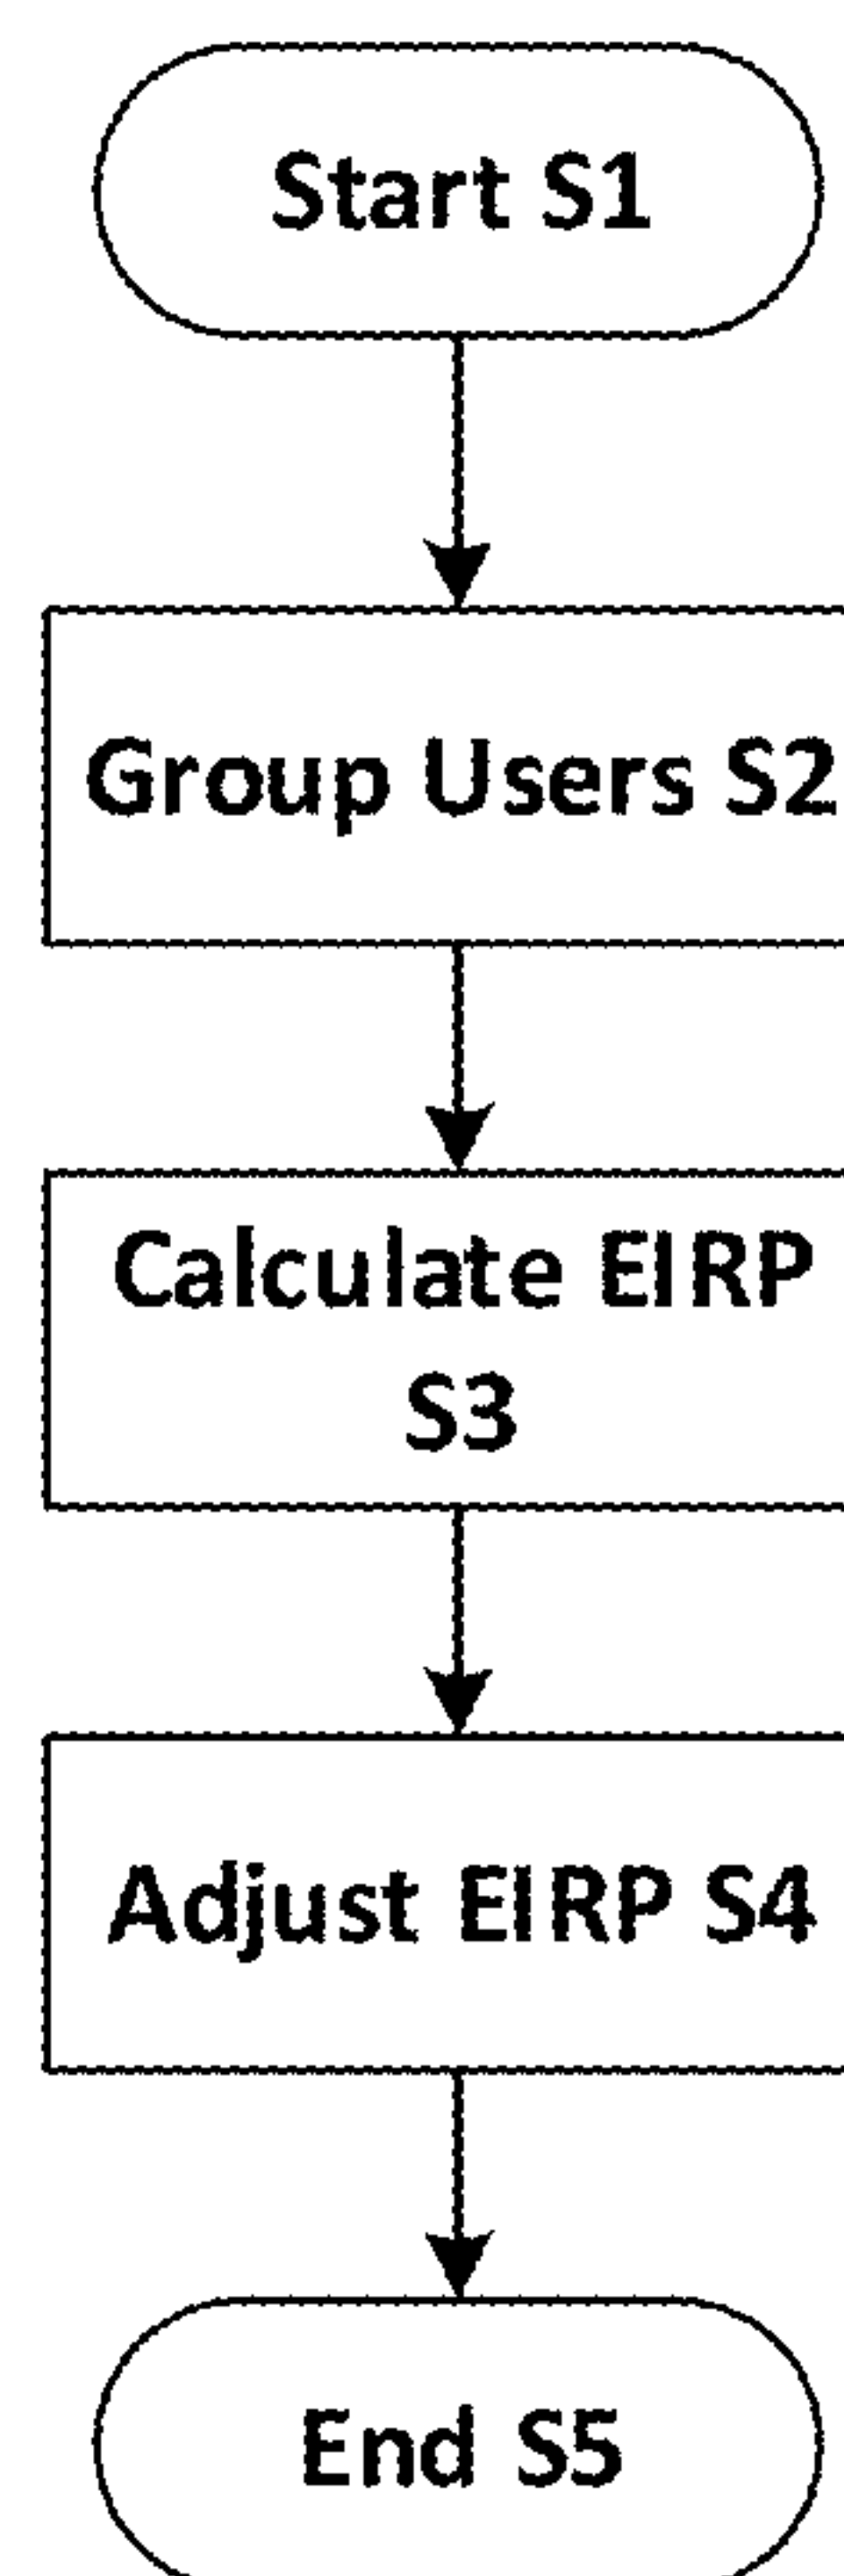 Start S1
Group Users S2
Calculate EIRP
S3
Adjust EIRP S4
End S5